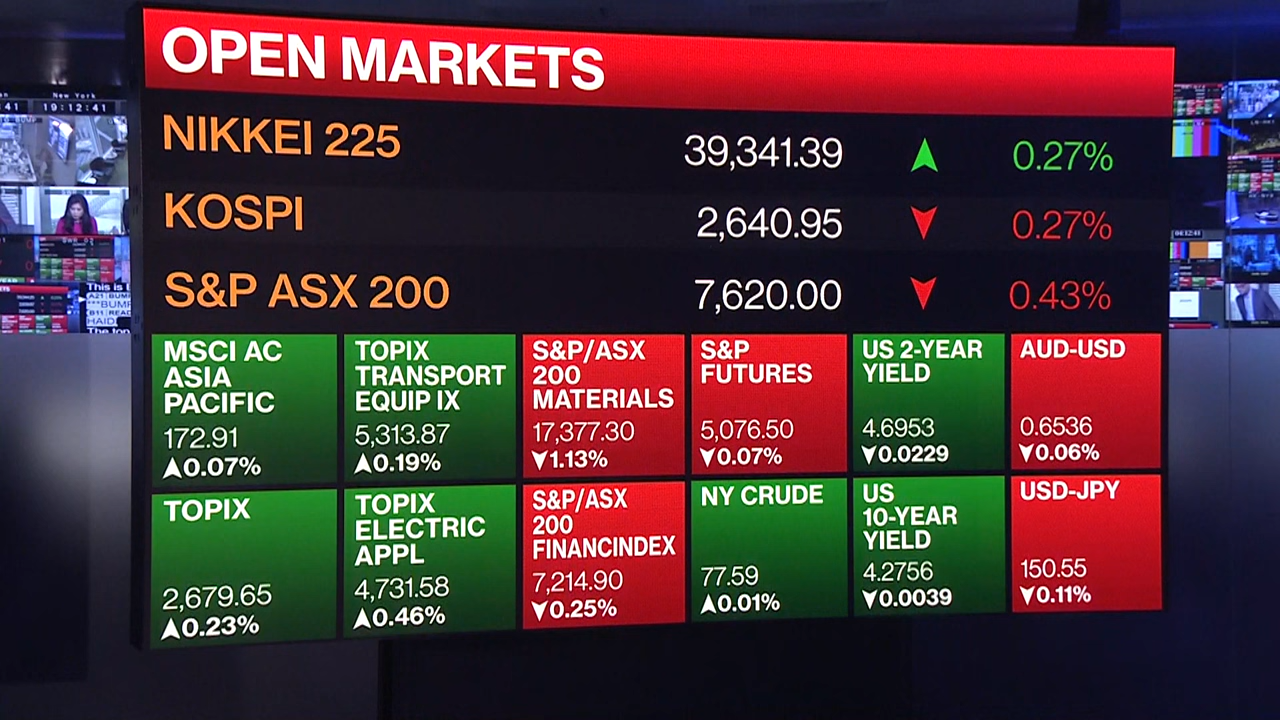 OPEN MARKETS
NIKKEI 225 39,341.39 ▲ 0.27%
KOSPI 2,640.95 ▼ 0.27%
S&P ASX 200 7,620.00 ▼ 0.43%
MSCI AC
ASIA
PACIFIC
172.91
▲0.07%
TOPIX
TRANSPORT
EQUIP IX
5,313.87
▲0.19%
S&P/ASX
200
MATERIALS
17,377.30
▼1.13%
S&P
FUTURES
5,076.50
▼0.07%
US 2-YEAR
YIELD
4.6953
▼0.0229
AUD-USD
0.6536
▼0.06%
TOPIX
2,679.65
▲0.23%
TOPIX
ELECTRIC
APPL
4,731.58
▲0.46%
S&P/ASX
200
FINANCINDEX
7,214.90
▼0.25%
NY CRUDE
77.59
▲0.01%
US
10-YEAR
YIELD
4.2756
▼0.0039
USD-JPY
150.55
▼0.11%
New York
:41 19:12:41
This is